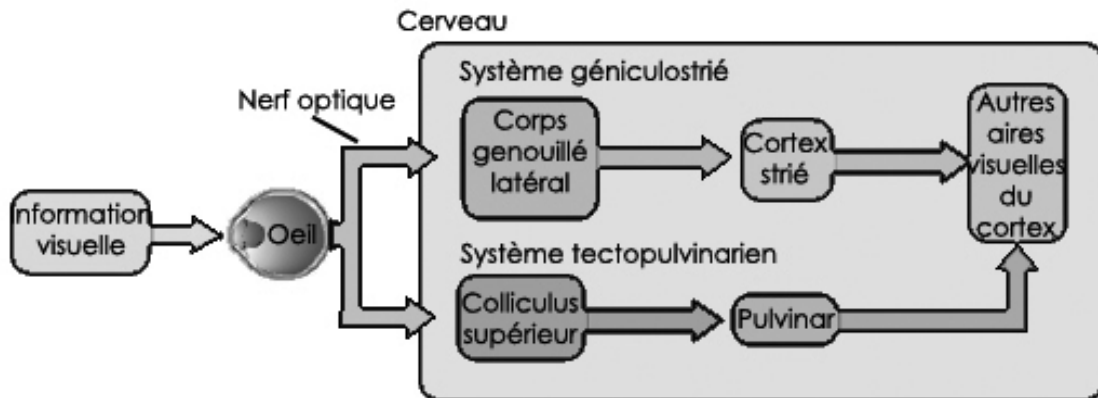 Cerveau
Système géniculostrié
Nerf optique
Corps
genouillé
latéral
Cortex
strié
Autres
aires
visuelles
du
cortex
nformation
visuelle
Oeil
Système tectopulvinarien
Colliculus
supérieur
Pulvinar